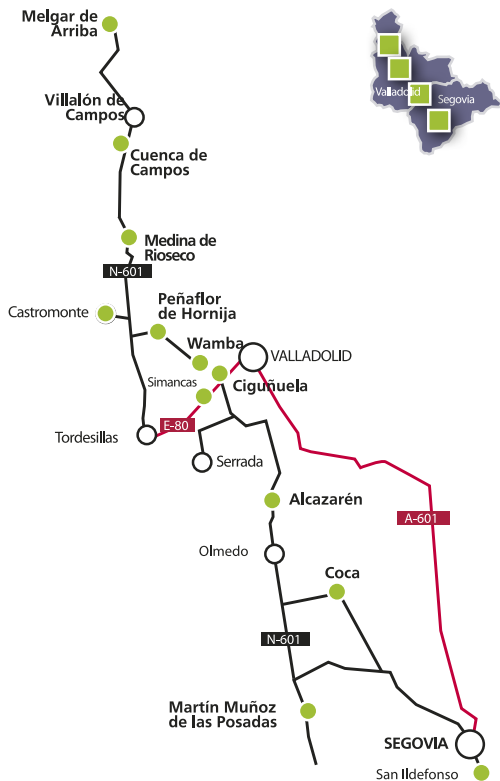 Melgar de
Arriba
Villalón de
Campos
Cuenca de
Campos
Valladolid
Segovia
Medina de
Rioseco
N-601
Castromonte
Peñaflor
de Hornija
Wamba
VALLADOLID
Simancas
Ciguñuela
E-80
Tordesillas
Serrada
Alcazarén
A-601
Olmedo
Coca
N-601
Martín Muñoz
de las Posadas
SEGOVIA
San Ildefonso